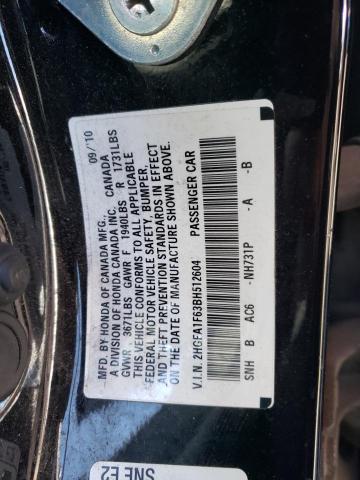 MFD. BY HONDA OF CANADA MFG. 09/'10
A DIVISION OF HONDA CANADA INC. CANADA
GVWR 3671LBS GAWR F 1940LBS R 1731LBS
THIS VEHICLE CONFORMS TO ALL APPLICABLE
FEDERAL MOTOR VEHICLE SAFETY, BUMPER,
AND THEFT PREVENTION STANDARDS IN EFFECT
ON THE DATE OF MANUFACTURE SHOWN ABOVE.
V.I.N. 2HGFA1F63BH512604 PASSENGER CAR
SNH B AC6 -NH731P -A -B
SNE E2